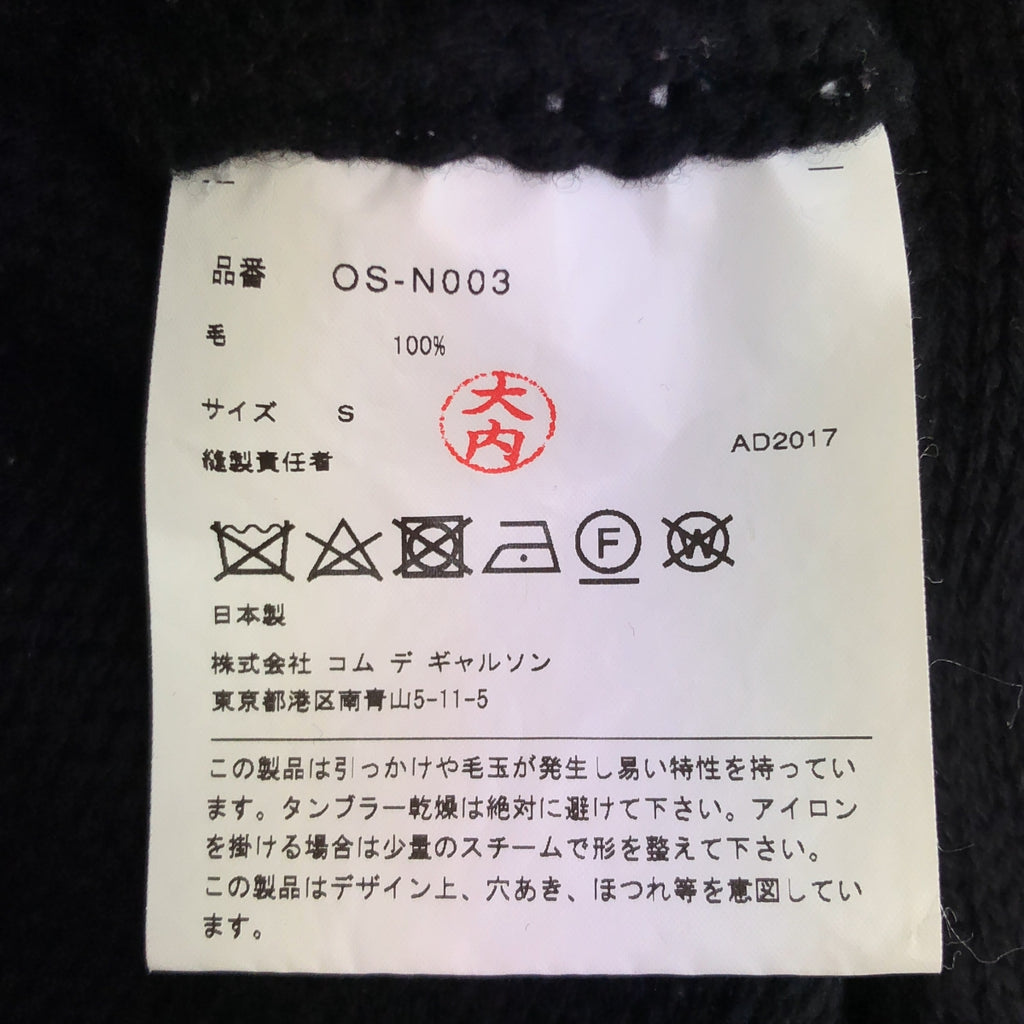 品番 OS-N003
毛 100%
サイズ S
大内
縫製責任者
AD2017
F W
日本製
株式会社 コム デ ギャルソン
東京都港区南青山5-11-5
この製品は引っかけや毛玉が発生し易い特性を持ってい
ます。タンブラー乾燥は絶対に避けて下さい。アイロン
を掛ける場合は少量のスチームで形を整えて下さい。
この製品はデザイン上、穴あき、ほつれ等を意図してい
ます。